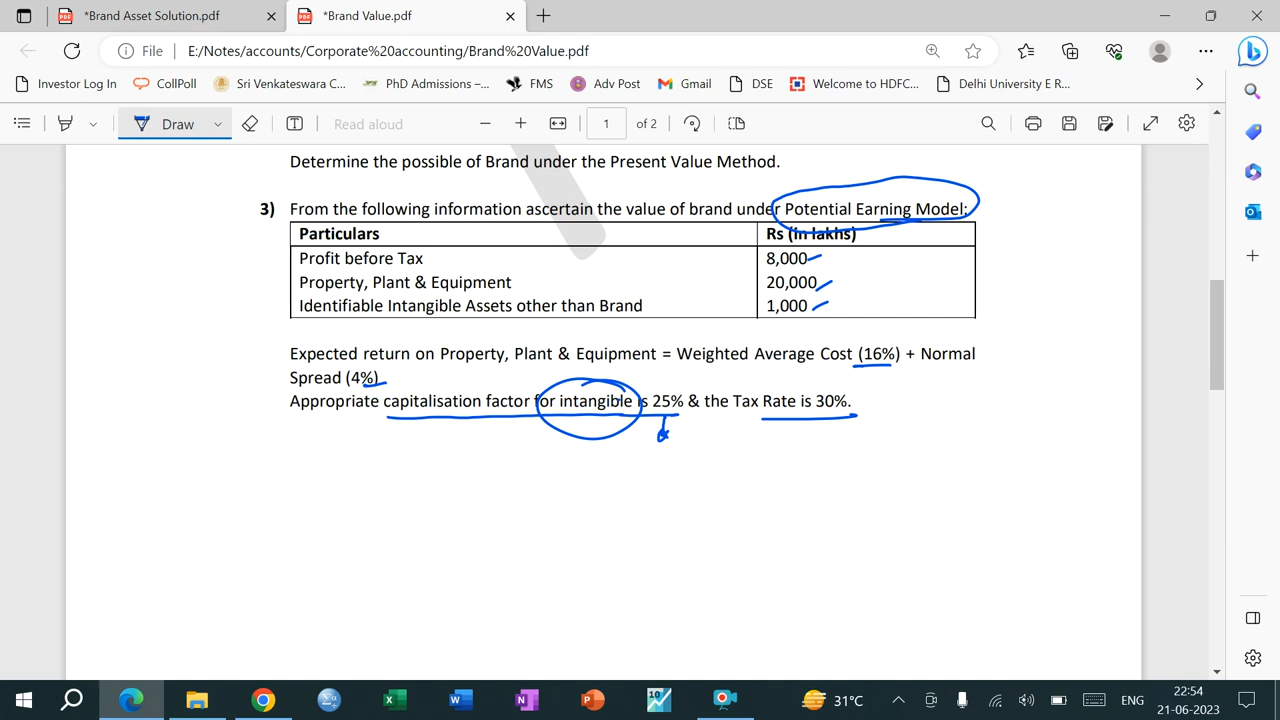 *Brand Asset Solution.pdf
*Brand Value.pdf
File E:/Notes/accounts/Corporate%20accounting/Brand%20Value.pdf
Investor Log In CollPoll Sri Venkateswara C... PhD Admissions –... FMS Adv Post Gmail DSE Welcome to HDFC... Delhi University E R...
Draw Read aloud 1 of 2
Determine the possible of Brand under the Present Value Method.
3) From the following information ascertain the value of brand under Potential Earning Model:
Particulars Rs (in lakhs)
Profit before Tax 8,000
Property, Plant & Equipment 20,000
Identifiable Intangible Assets other than Brand 1,000
Expected return on Property, Plant & Equipment = Weighted Average Cost (16%) + Normal
Spread (4%)
Appropriate capitalisation factor for intangible is 25% & the Tax Rate is 30%.
31°C ENG 22:54
21-06-2023